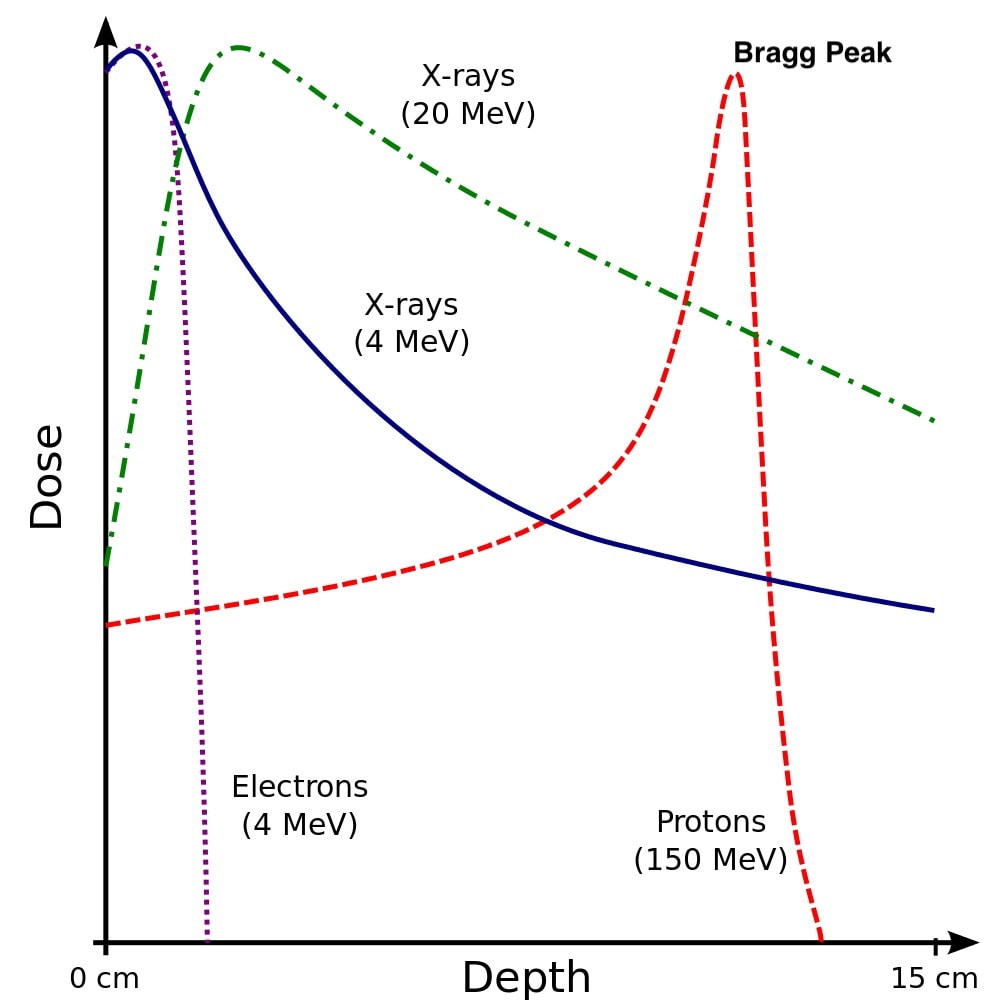 Bragg Peak
X-rays
(20 MeV)
X-rays
(4 MeV)
Dose
Electrons
(4 MeV)
Protons
(150 MeV)
0 cm
Depth
15 cm